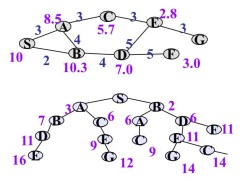 8.5 A 3 C 3 E 2.8
3 4 5.7 3 G
S B 4 D 5 5 F
10 2 10.3 7.0 3.0
S
3 2
7 B A C 6 6 A B D 6
11 D E 9 C 9 E 11 F 11
16 E G 12 G 14 C 14